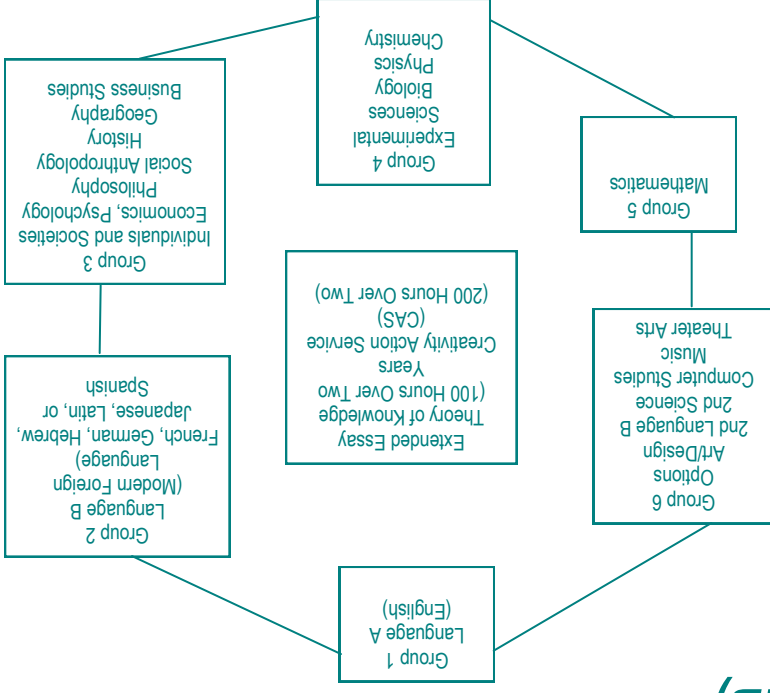 Group 1
Language A
(English)
Group 6
Options
Art/Design
2nd Language B
2nd Science
Computer Studies
Music
Theater Arts
Group 2
Language B
(Modern Foreign
Language)
French, German, Hebrew,
Japanese, Latin, or
Spanish
Extended Essay
Theory of Knowledge
(100 Hours Over Two
Years
Creativity Action Service
(CAS)
(200 Hours Over Two)
Group 5
Mathematics
Group 3
Individuals and Societies
Economics, Psychology
Philosophy
Social Anthropology
History
Geography
Business Studies
Group 4
Experimental
Sciences
Biology
Physics
Chemistry